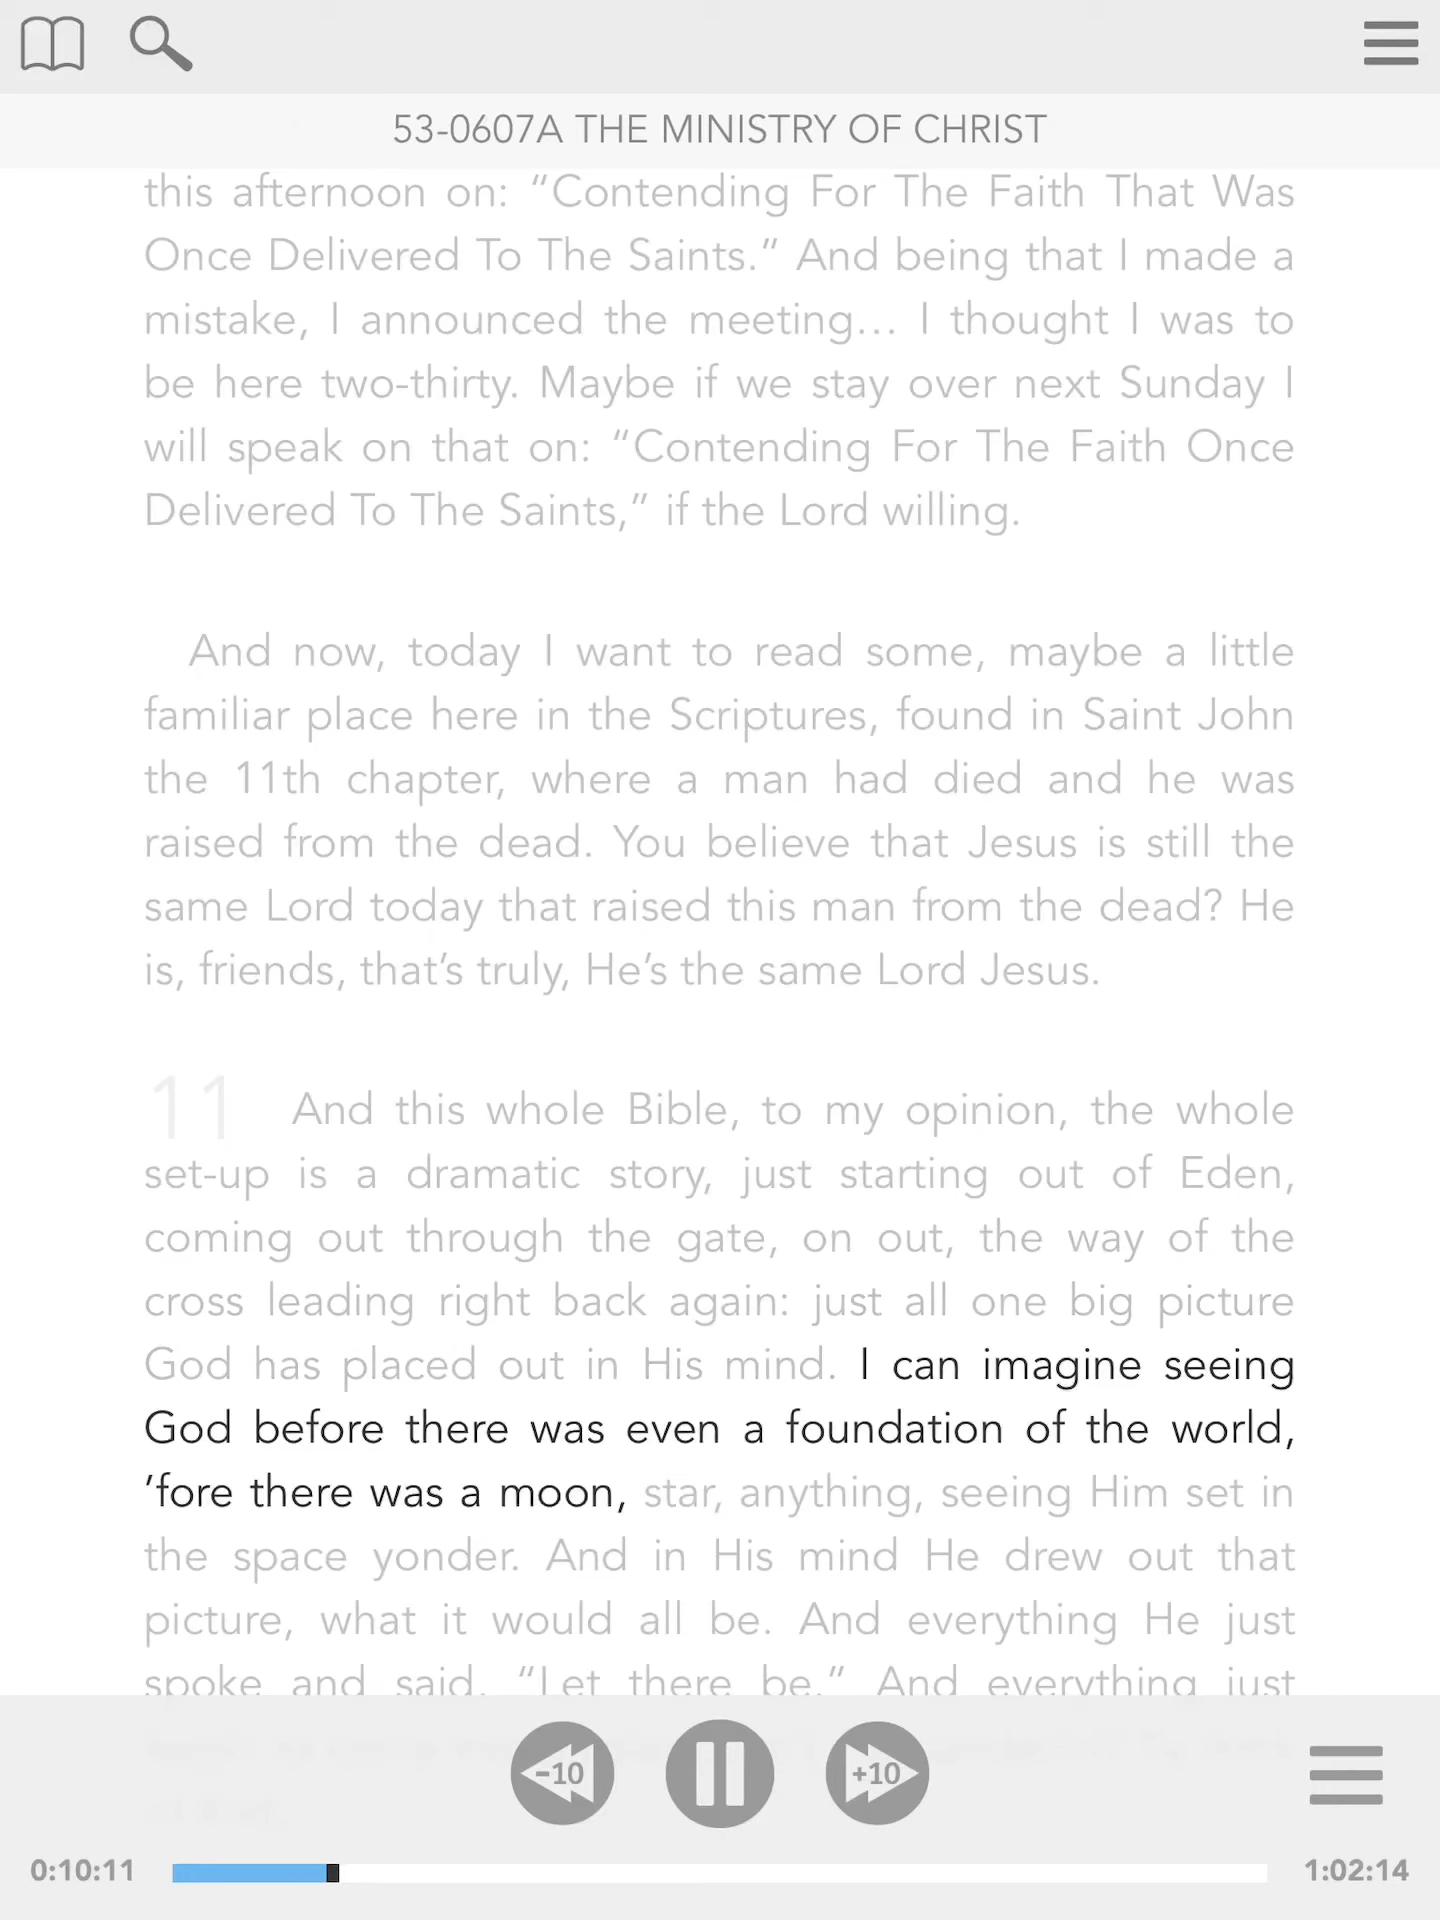 53-0607A THE MINISTRY OF CHRIST
this afternoon on: “Contending For The Faith That Was
Once Delivered To The Saints.” And being that I made a
mistake, I announced the meeting… I thought I was to
be here two-thirty. Maybe if we stay over next Sunday I
will speak on that on: “Contending For The Faith Once
Delivered To The Saints,” if the Lord willing.
And now, today I want to read some, maybe a little
familiar place here in the Scriptures, found in Saint John
the 11th chapter, where a man had died and he was
raised from the dead. You believe that Jesus is still the
same Lord today that raised this man from the dead? He
is, friends, that’s truly, He’s the same Lord Jesus.
11 And this whole Bible, to my opinion, the whole
set-up is a dramatic story, just starting out of Eden,
coming out through the gate, on out, the way of the
cross leading right back again: just all one big picture
God has placed out in His mind. I can imagine seeing
God before there was even a foundation of the world,
’fore there was a moon, star, anything, seeing Him set in
the space yonder. And in His mind He drew out that
picture, what it would all be. And everything He just
spoke and said, “Let there be.” And everything just
-10 +10
0:10:11 1:02:14